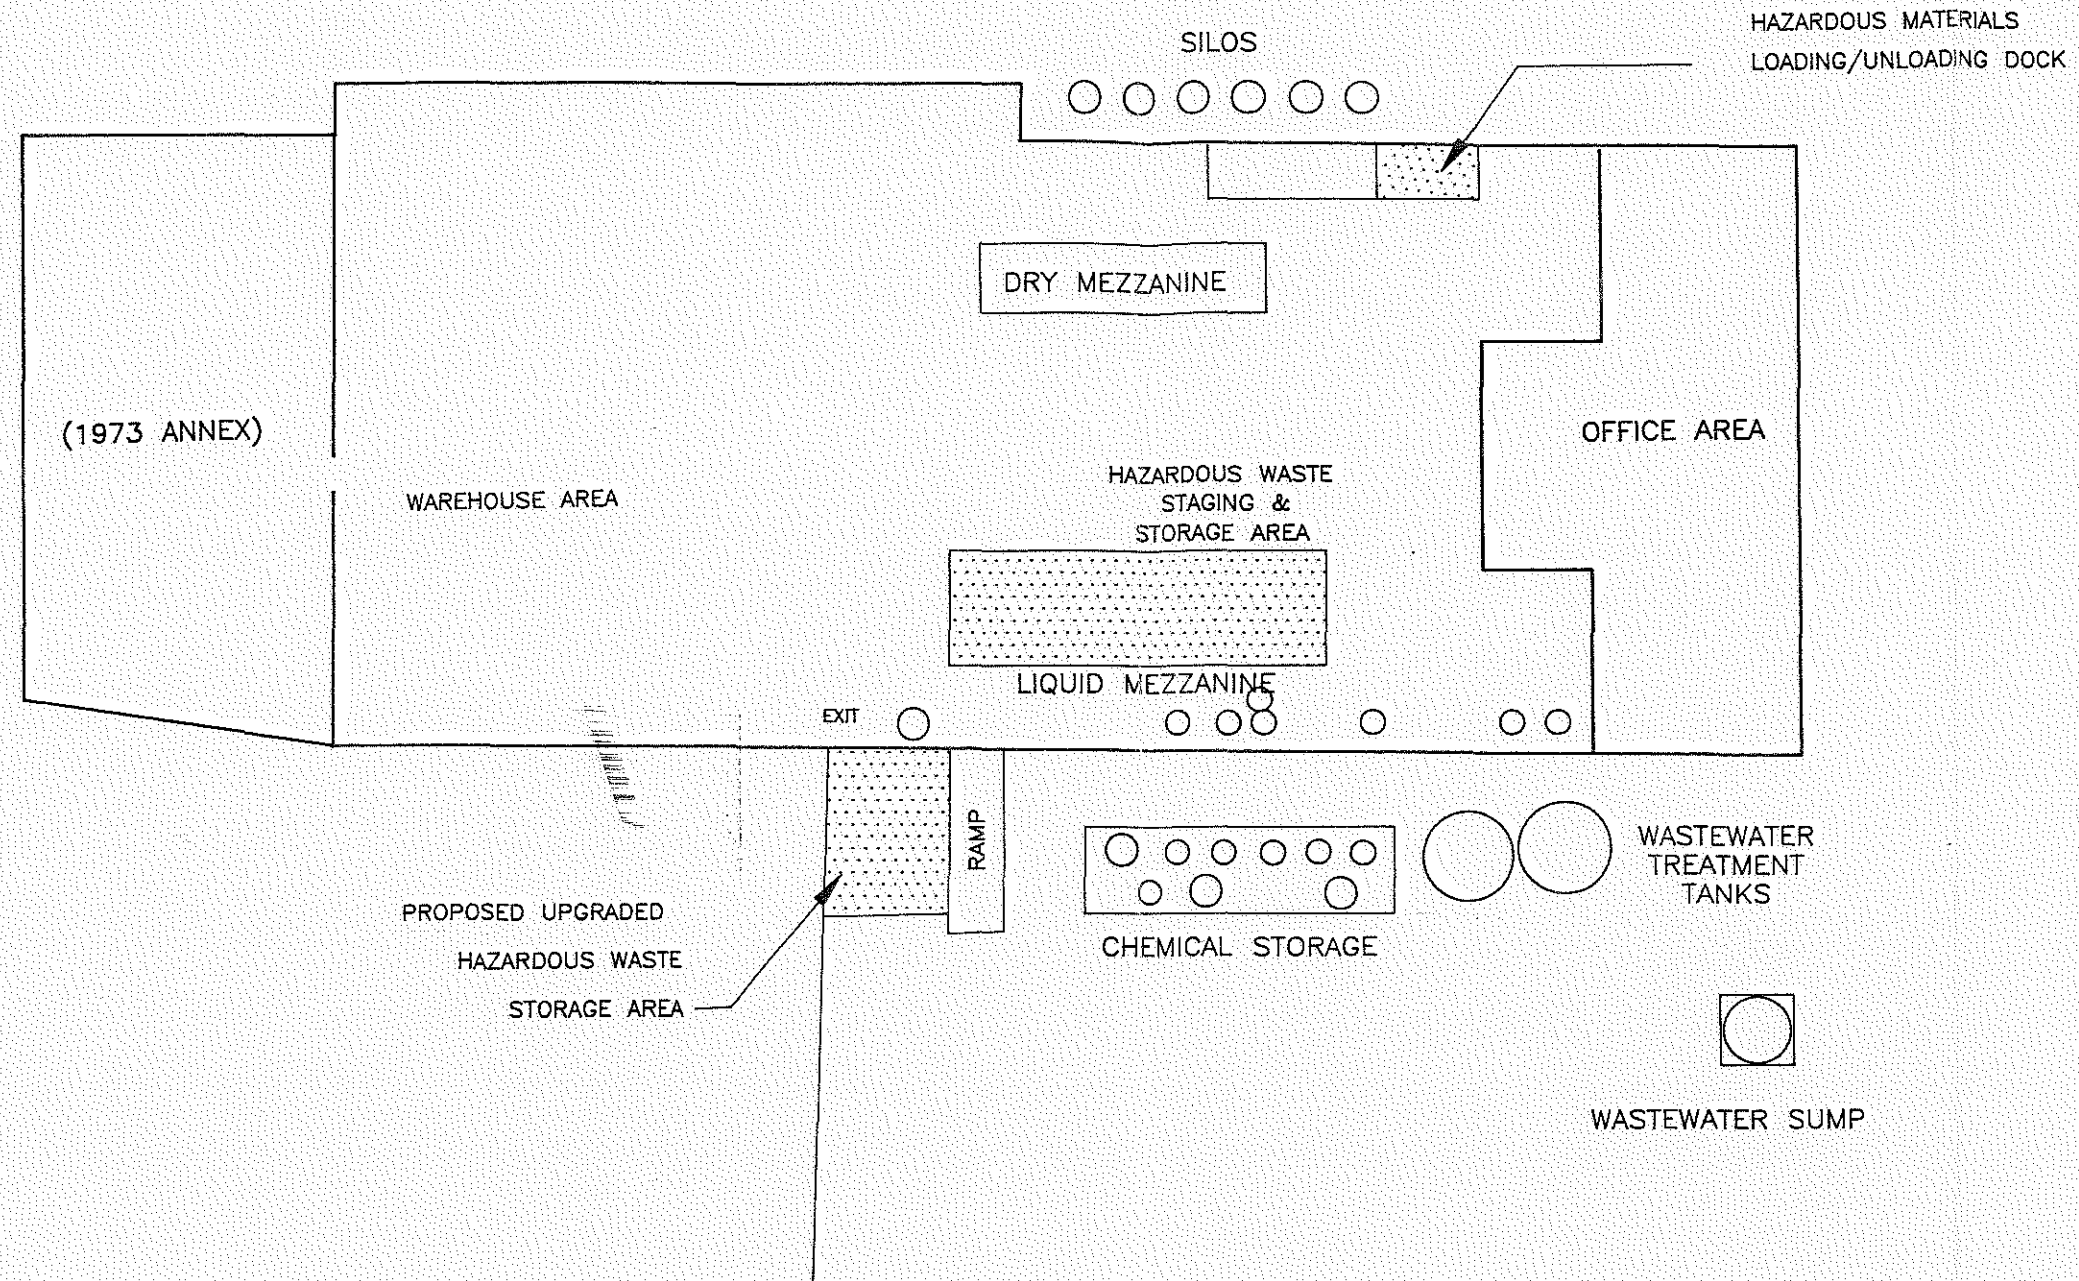 HAZARDOUS MATERIALS
LOADING/UNLOADING DOCK
SILOS
DRY MEZZANINE
(1973 ANNEX)
OFFICE AREA
WAREHOUSE AREA
HAZARDOUS WASTE
STAGING &
STORAGE AREA
LIQUID MEZZANINE
EXIT
RAMP
WASTEWATER
TREATMENT
TANKS
PROPOSED UPGRADED
HAZARDOUS WASTE
STORAGE AREA
CHEMICAL STORAGE
WASTEWATER SUMP